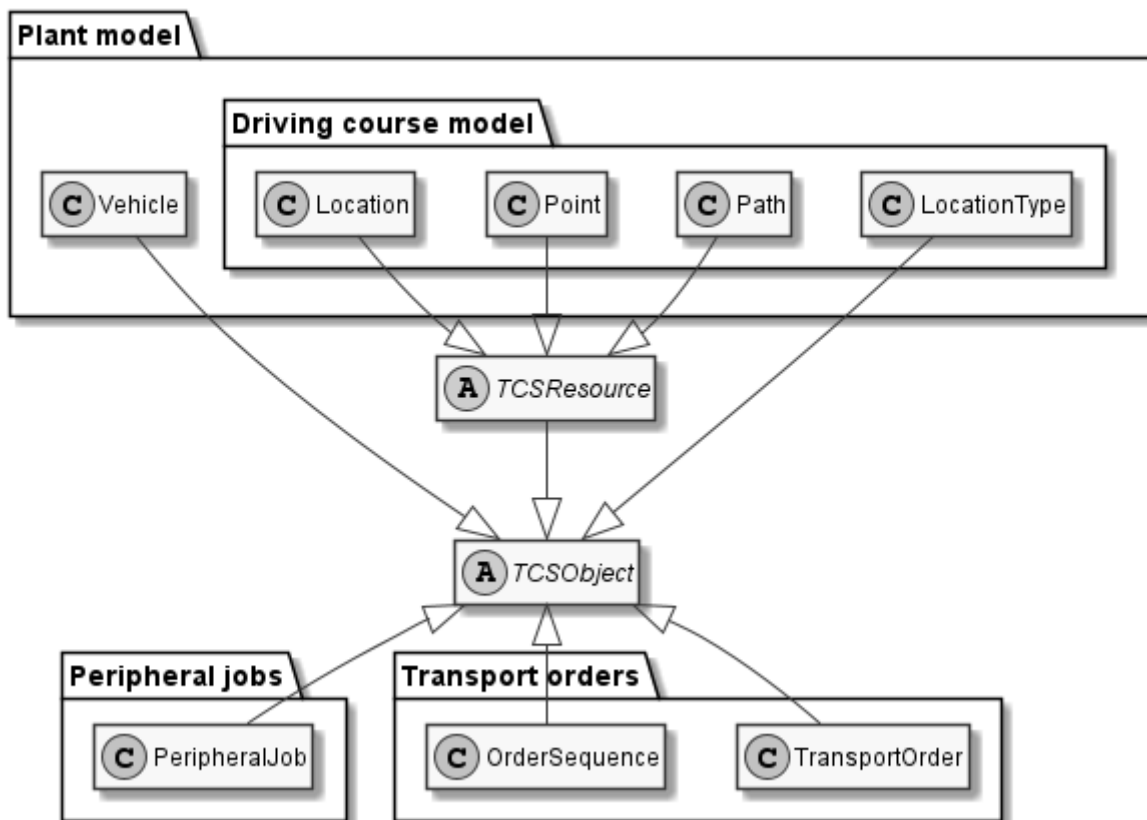 Plant model
Driving course model
C Vehicle
C Location
C Point
C Path
C LocationType
A TCSResource
A TCSObject
Peripheral jobs
Transport orders
C PeripheralJob
C OrderSequence
C TransportOrder